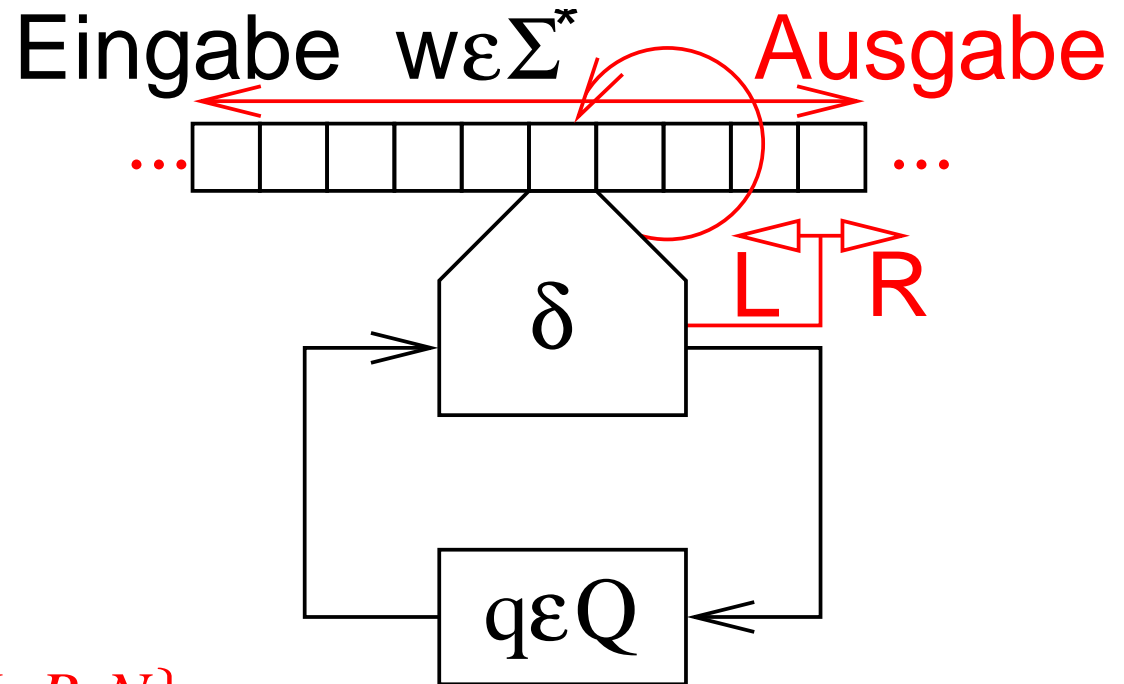 Eingabe wεΣ* Ausgabe
... ...
L R
δ
qεQ
R, N}